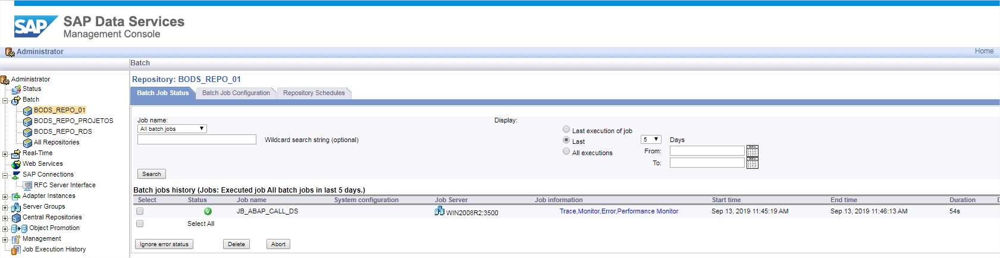 SAP SAP Data Services
Management Console
Administrator Home
Batch
Administrator
Status
Batch
BODS_REPO_01
BODS_REPO_PROJETOS
BODS_REPO_RDS
All Repositories
Real-Time
Web Services
SAP Connections
RFC Server Interface
Adapter Instances
Server Groups
Central Repositories
Object Promotion
Management
Job Execution History
Repository: BODS_REPO_01
Batch Job Status Batch Job Configuration Repository Schedules
Job name: Display:
All batch jobs
Wildcard search string (optional)
Last execution of job
Last 5 Days
All executions From:
To:
Search
Batch jobs history (Jobs: Executed job All batch jobs in last 5 days.)
Select Status Job name System configuration Job Server Job information Start time End time Duration
JB_ABAP_CALL_DS WIN2008R2:3500 Trace,Monitor,Error,Performance Monitor Sep 13, 2019 11:45:19 AM Sep 13, 2019 11:46:13 AM 54s
Select All
Ignore error status Delete Abort